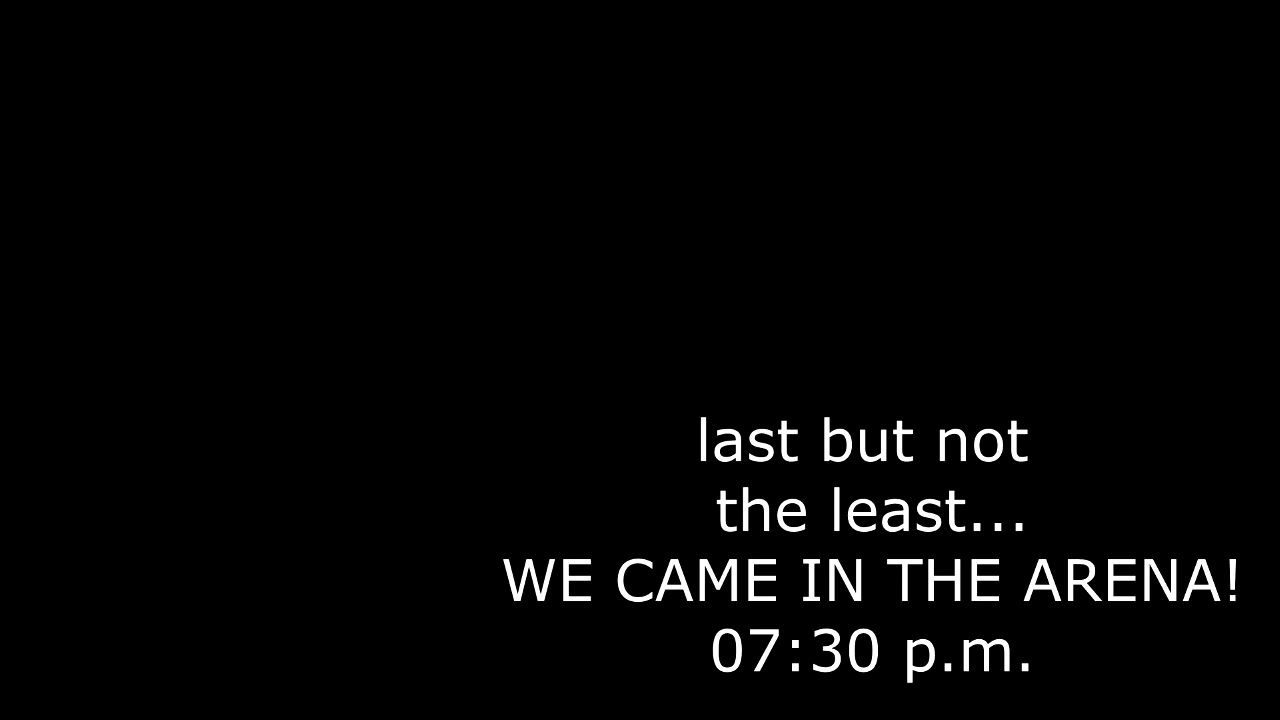 last but not
the least...
WE CAME IN THE ARENA!
07:30 p.m.